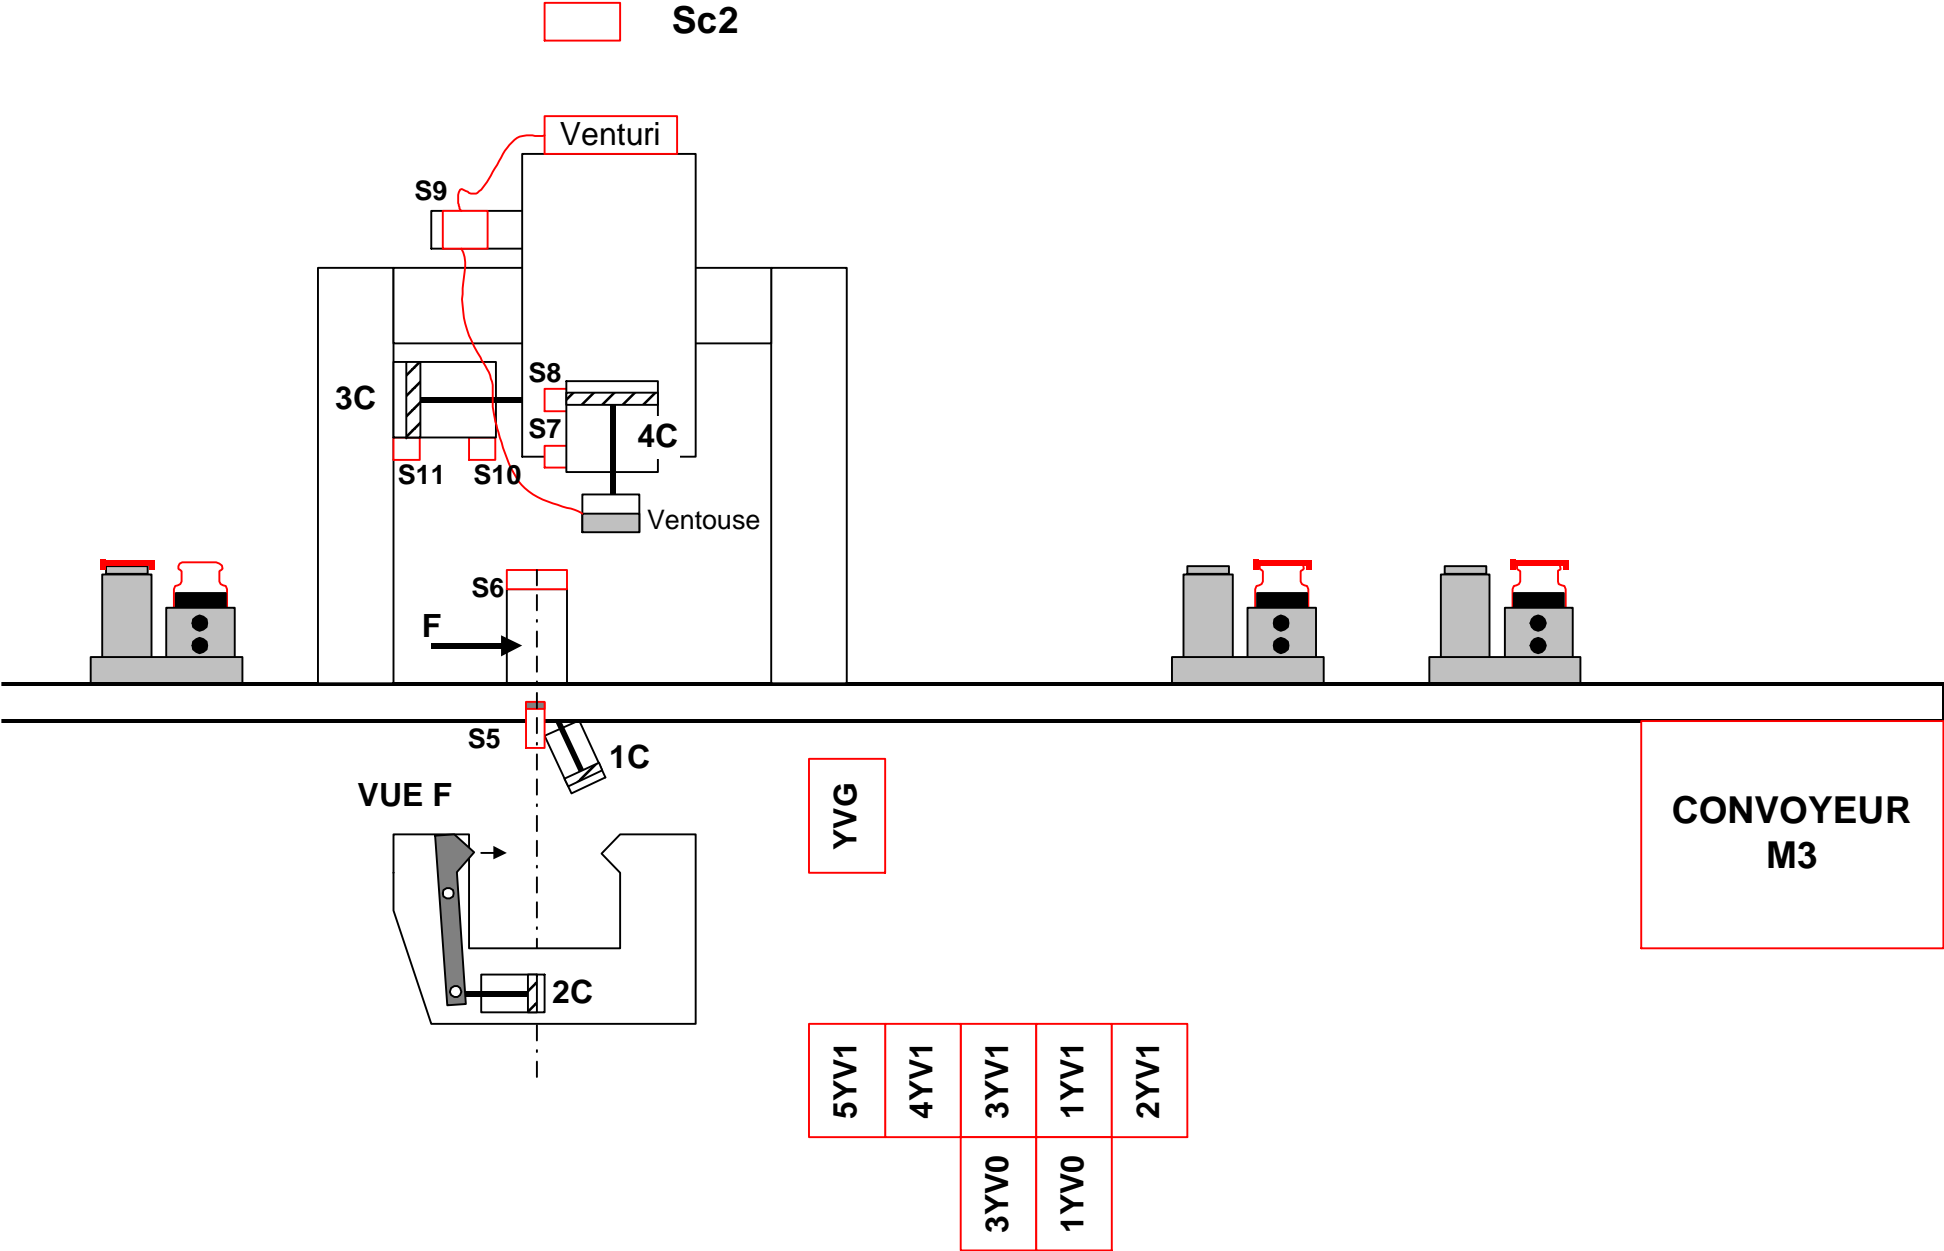 Sc2
Venturi
S9
S8
3C
S7
4C
S11
S10
Ventouse
S6
F
S5
1C
VUE F
YVG
CONVOYEUR
M3
2C
5YV1
4YV1
3YV1
1YV1
2YV1
3YV0
1YV0